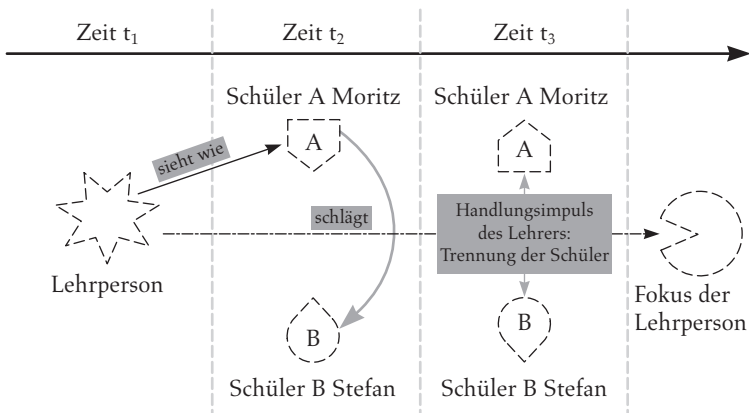 Zeit t1
Zeit t2
Zeit t3
Schüler A Moritz
Schüler A Moritz
A
A
sieht wie
schlägt
Handlungsimpuls
des Lehrers:
Trennung der Schüler
Lehrperson
Fokus der
Lehrperson
B
B
Schüler B Stefan
Schüler B Stefan